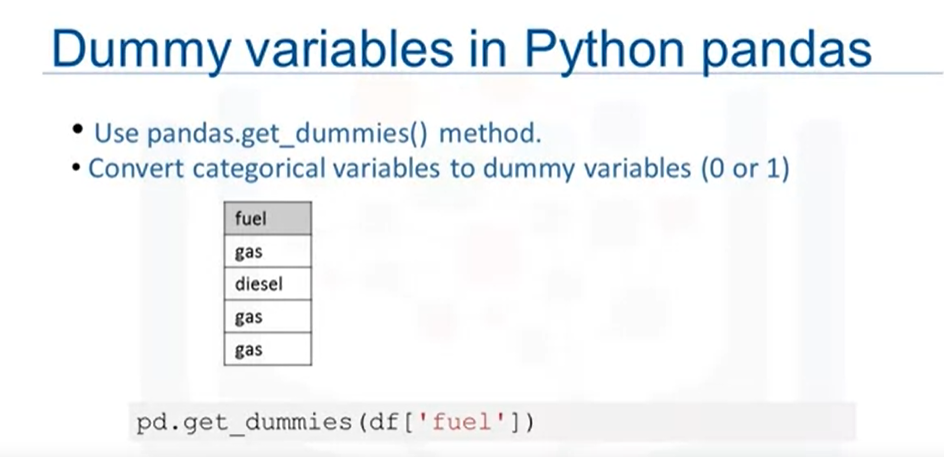 Dummy variables in Python pandas
• Use pandas.get_dummies() method.
• Convert categorical variables to dummy variables (0 or 1)
fuel
gas
diesel
gas
gas
pd.get_dummies(df['fuel'])